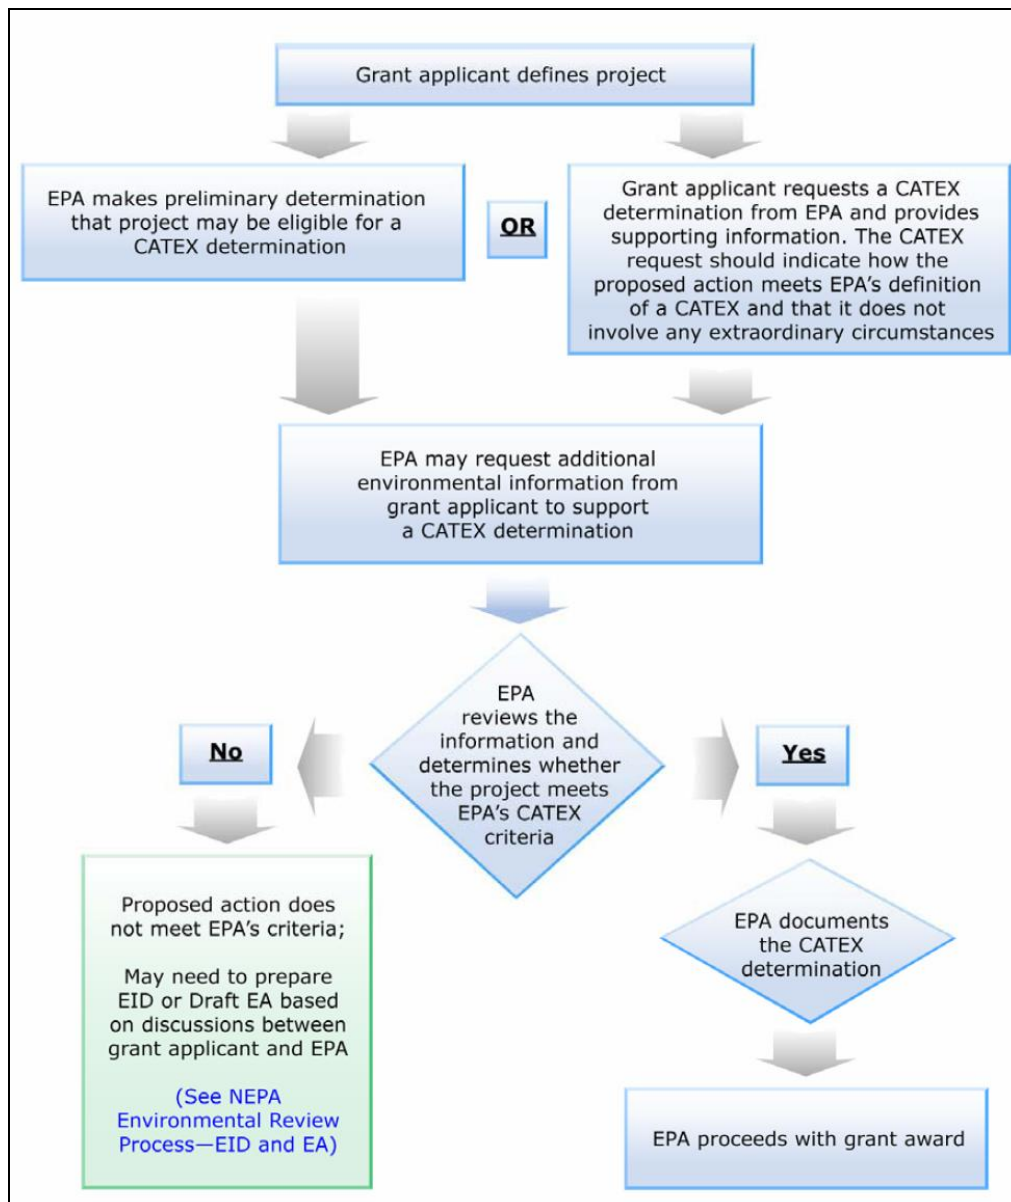 Grant applicant defines project
EPA makes preliminary determination
that project may be eligible for a
CATEX determination
OR
Grant applicant requests a CATEX
determination from EPA and provides
supporting information. The CATEX
request should indicate how the
proposed action meets EPA’s definition
of a CATEX and that it does not
involve any extraordinary circumstances
EPA may request additional
environmental information from
grant applicant to support
a CATEX determination
EPA
reviews the
information and
determines whether
the project meets
EPA’s CATEX
criteria
No
Proposed action does
not meet EPA’s criteria;
May need to prepare
EID or Draft EA based
on discussions between
grant applicant and EPA
(See NEPA
Environmental Review
Process—EID and EA)
Yes
EPA documents
the CATEX
determination
EPA proceeds with grant award